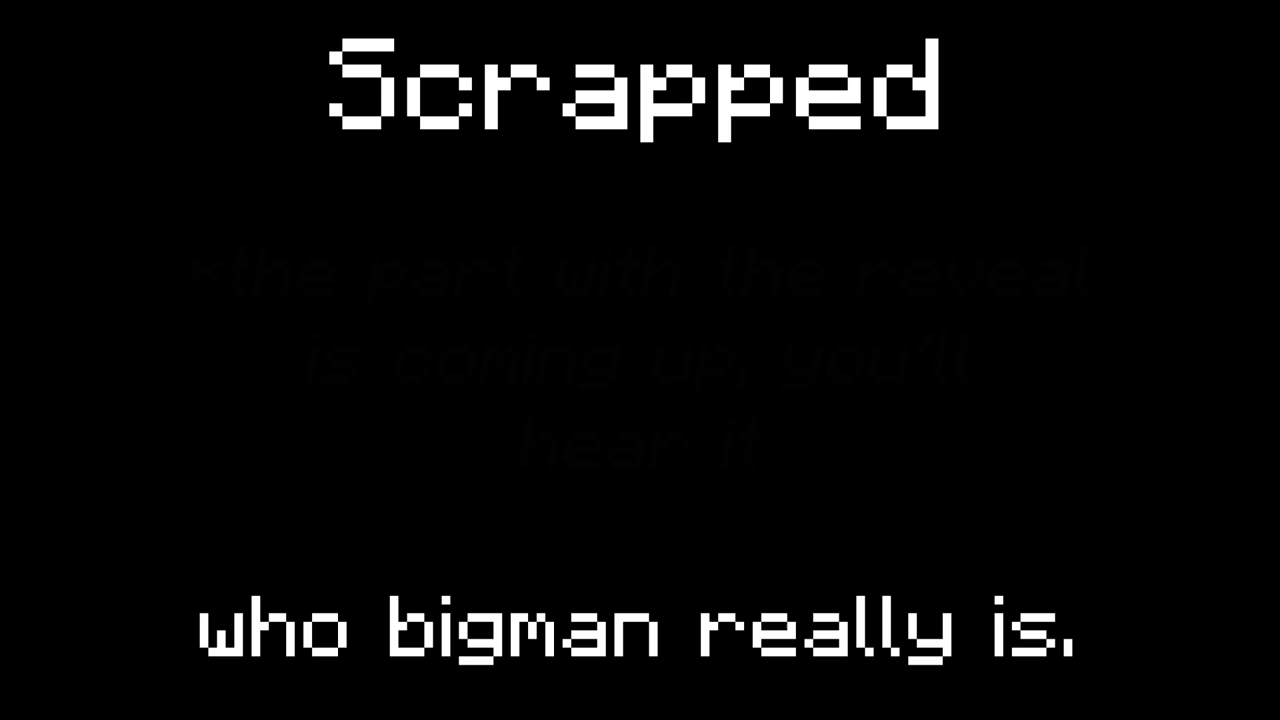 Scrapped
*the part with the reveal
is coming up, you'll
hear it
who bigman really is.